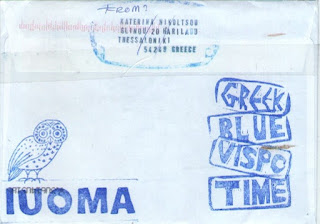 FROM?
KATERINA NIKOLTSOU
THESSALONIKI
54249 GREECE
GREEK
BLUE
VISPO
TIME
IUOMA